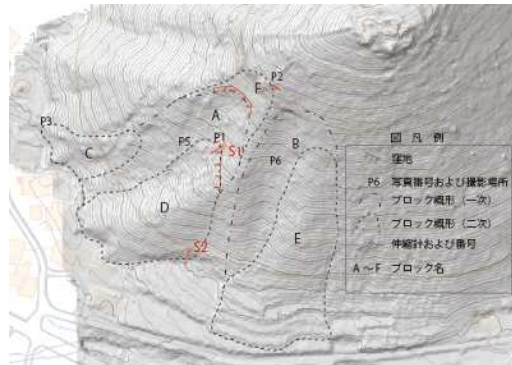 P2
F
P3
A
P1
P5
S1
B
P6
C
D
E
S2
図 凡 例
窪地
P6 写真番号および撮影場所
ブロック概形（一次）
ブロック概形（二次）
伸縮計および番号
A～F ブロック名